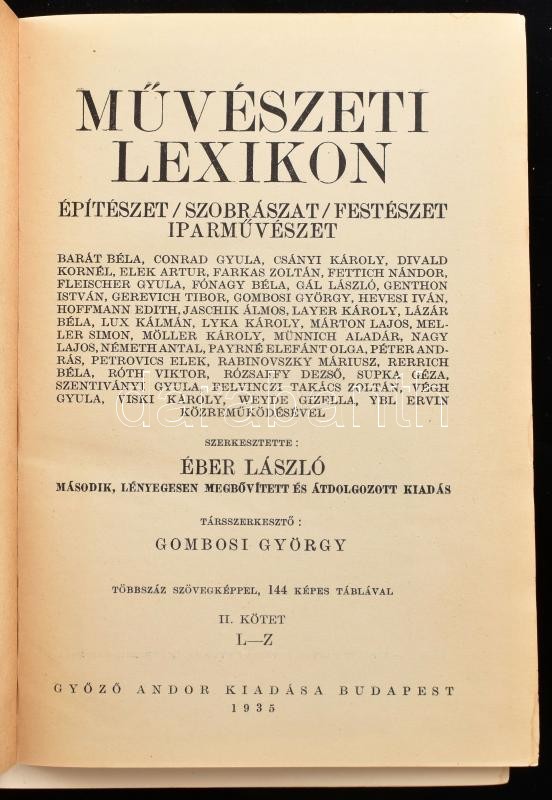 MŰVÉSZETI
LEXIKON
ÉPÍTÉSZET/SZOBRÁSZAT/FESTÉSZET
IPARMŰVÉSZET
BARÁT BÉLA, CONRAD GYULA, CSÁNYI KÁROLY, DIVALD
KORNÉL, ELEK ARTUR, FARKAS ZOLTÁN, FETTICH NÁNDOR,
FLEISCHER GYULA, FÓNAGY BÉLA, GÁL LÁSZLÓ, GENTHON
ISTVÁN, GEREVICH TIBOR, GOMBOSI GYÖRGY, HEVESI IVÁN,
HOFFMANN EDITH, JASCHIK ÁLMOS, LAYER KÁROLY, LÁZÁR
BÉLA, LUX KÁLMÁN, LYKA KÁROLY, MÁRTON LAJOS, MEL-
LER SIMON, MÖLLER KÁROLY, MÜNNICH ALADÁR, NAGY
LAJOS, NÉMETH ANTAL, PAYRNÉ ELEFÁNT OLGA, PÉTER AND-
RÁS, PETROVICS ELEK, RABINOVSZKY MÁRIUSZ, RERRICH
BÉLA, RÓTH VIKTOR, RÓZSAFFY DEZSŐ, SUPKA GÉZA,
SZENTIVÁNYI GYULA, FELVINCZI TAKÁCS ZOLTÁN, VÉGH
GYULA, VISKI KÁROLY, WEYDE GIZELLA, YBL ERVIN
KÖZREMŰKÖDÉSÉVEL
darabanth
SZERKESZTETTE:
ÉBER LÁSZLÓ
MÁSODIK, LÉNYEGESEN MEGBŐVÍTETT ÉS ÁTDOLGOZOTT KIADÁS
TÁRSSZERKESZTŐ:
GOMBOSI GYÖRGY
TÖBBSZÁZ SZÖVEGKÉPPEL, 144 KÉPES TÁBLÁVAL
II. KÖTET
L—Z
GYŐZŐ ANDOR KIADÁSA BUDAPEST
1935